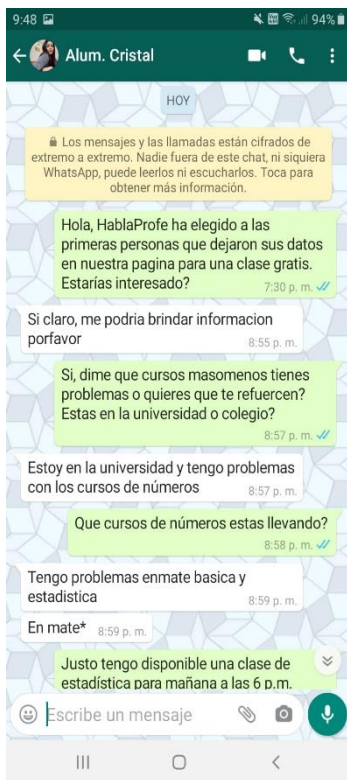 9:48 94%
Alum. Cristal
HOY
Los mensajes y las llamadas están cifrados de
extremo a extremo. Nadie fuera de este chat, ni siquiera
WhatsApp, puede leerlos ni escucharlos. Toca para
obtener más información.
Hola, HablaProfe ha elegido a las
primeras personas que dejaron sus datos
en nuestra pagina para una clase gratis.
Estarías interesado? 7:30 p. m.
Si claro, me podria brindar informacion
porfavor 8:55 p. m.
Si, dime que cursos masomenos tienes
problemas o quieres que te refuercen?
Estas en la universidad o colegio?
8:57 p. m.
Estoy en la universidad y tengo problemas
con los cursos de números 8:57 p. m.
Que cursos de números estas llevando?
8:58 p. m.
Tengo problemas enmate basica y
estadistica 8:59 p. m.
En mate* 8:59 p. m.
Justo tengo disponible una clase de
estadística para mañana a las 6 p.m.
Escribe un mensaje